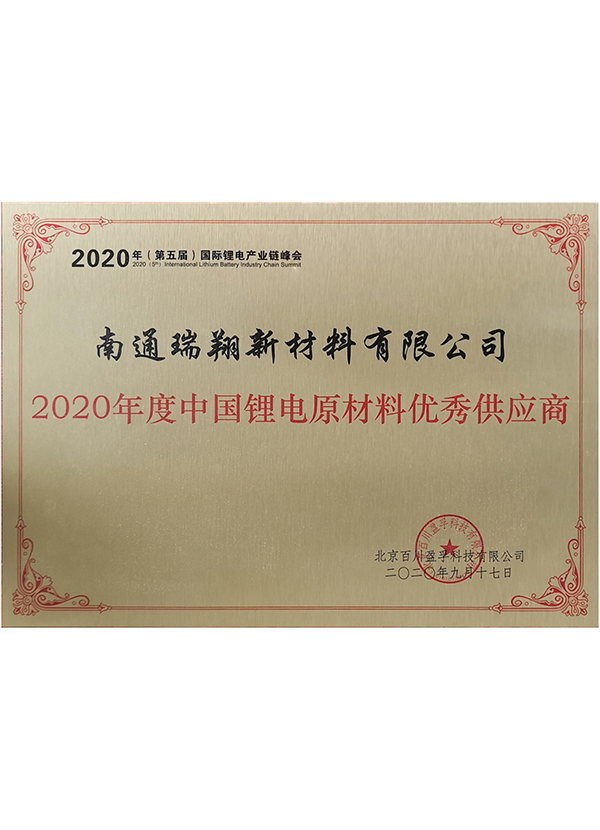 2020年（第五届）国际锂电产业链峰会
2020 (5th) International Lithium Battery Industry Chain Summit
南通瑞翔新材料有限公司
2020年度中国锂电原材料优秀供应商
北京百川盈孚科技有限公司
二〇二〇年九月十七日